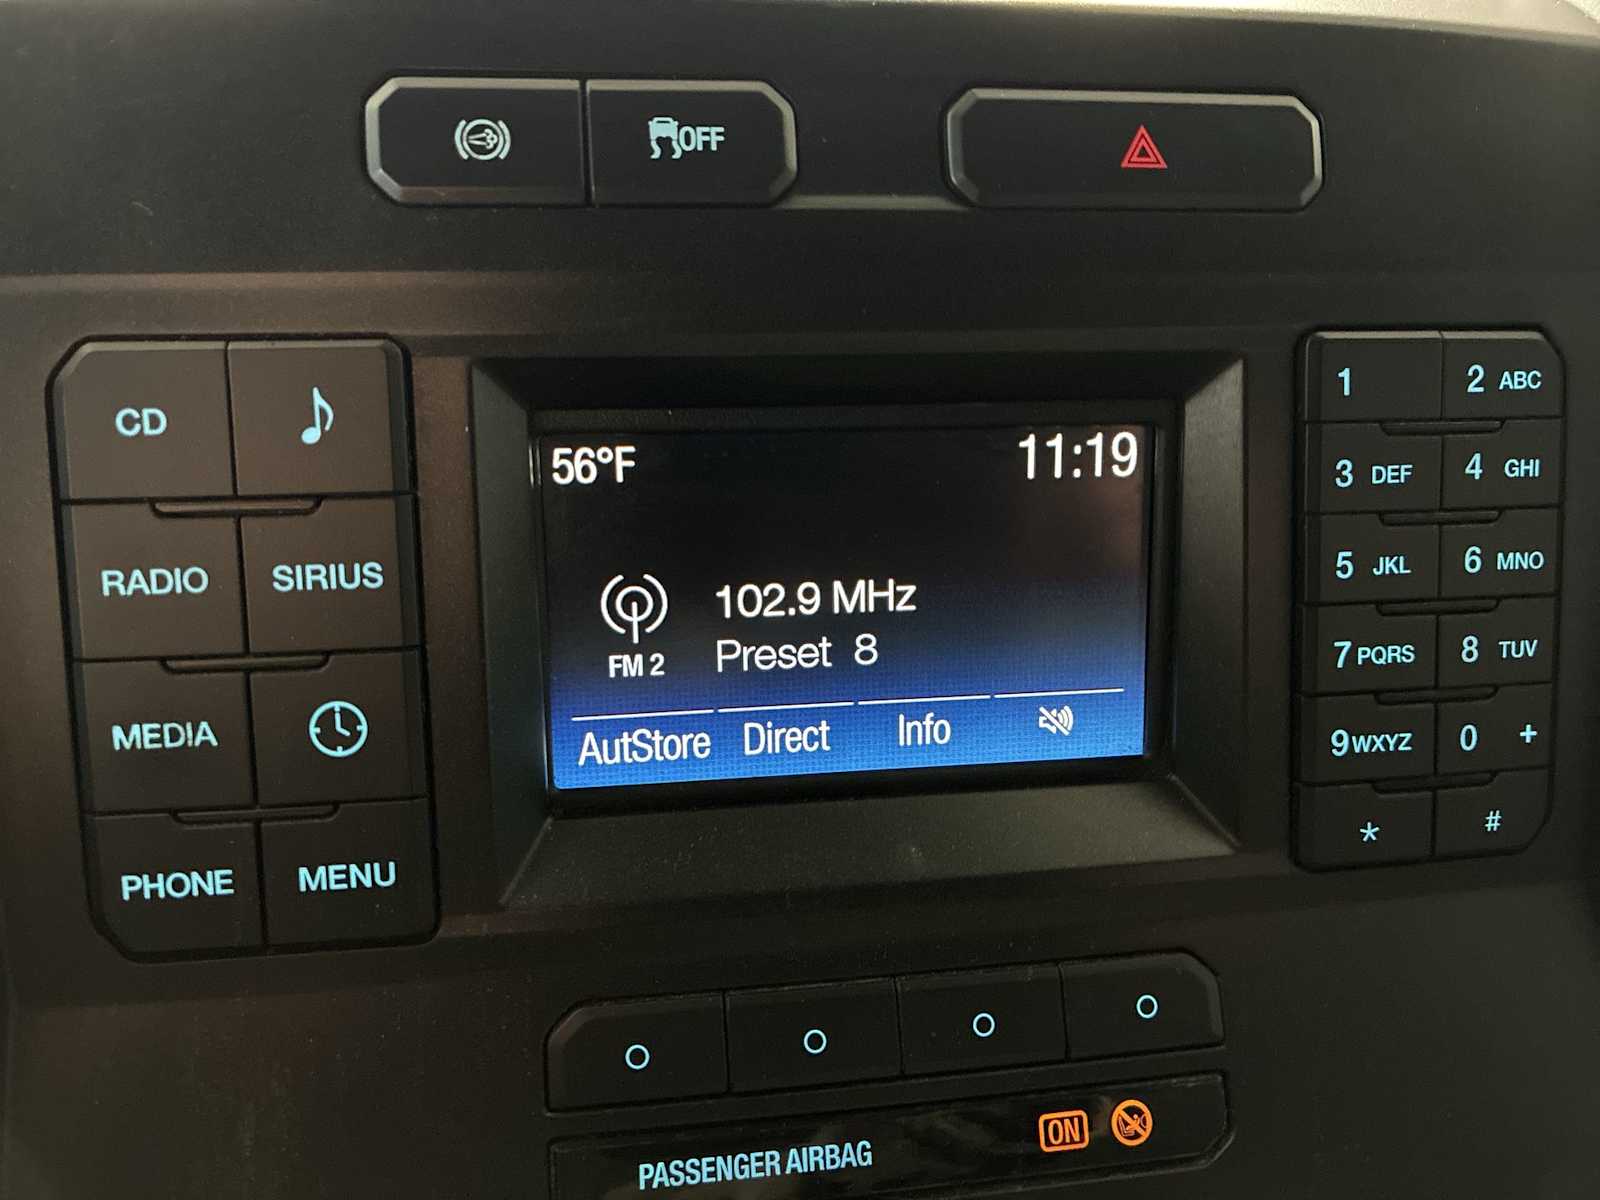 OFF
CD
RADIO SIRIUS
MEDIA
PHONE MENU
56°F 11:19
102.9 MHz
FM 2 Preset 8
AutStore Direct Info
1 2 ABC
3 DEF 4 GHI
5 JKL 6 MNO
7 PQRS 8 TUV
9 WXYZ 0 +
* #
PASSENGER AIRBAG ON